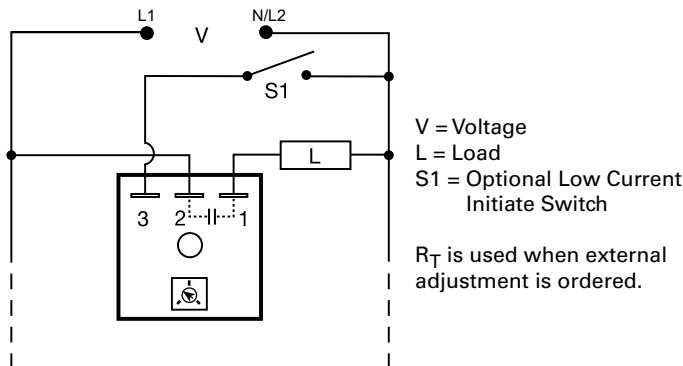 L1
N/L2
V
S1
L
3
2
1
V = Voltage
L = Load
S1 = Optional Low Current
Initiate Switch
RT is used when external
adjustment is ordered.